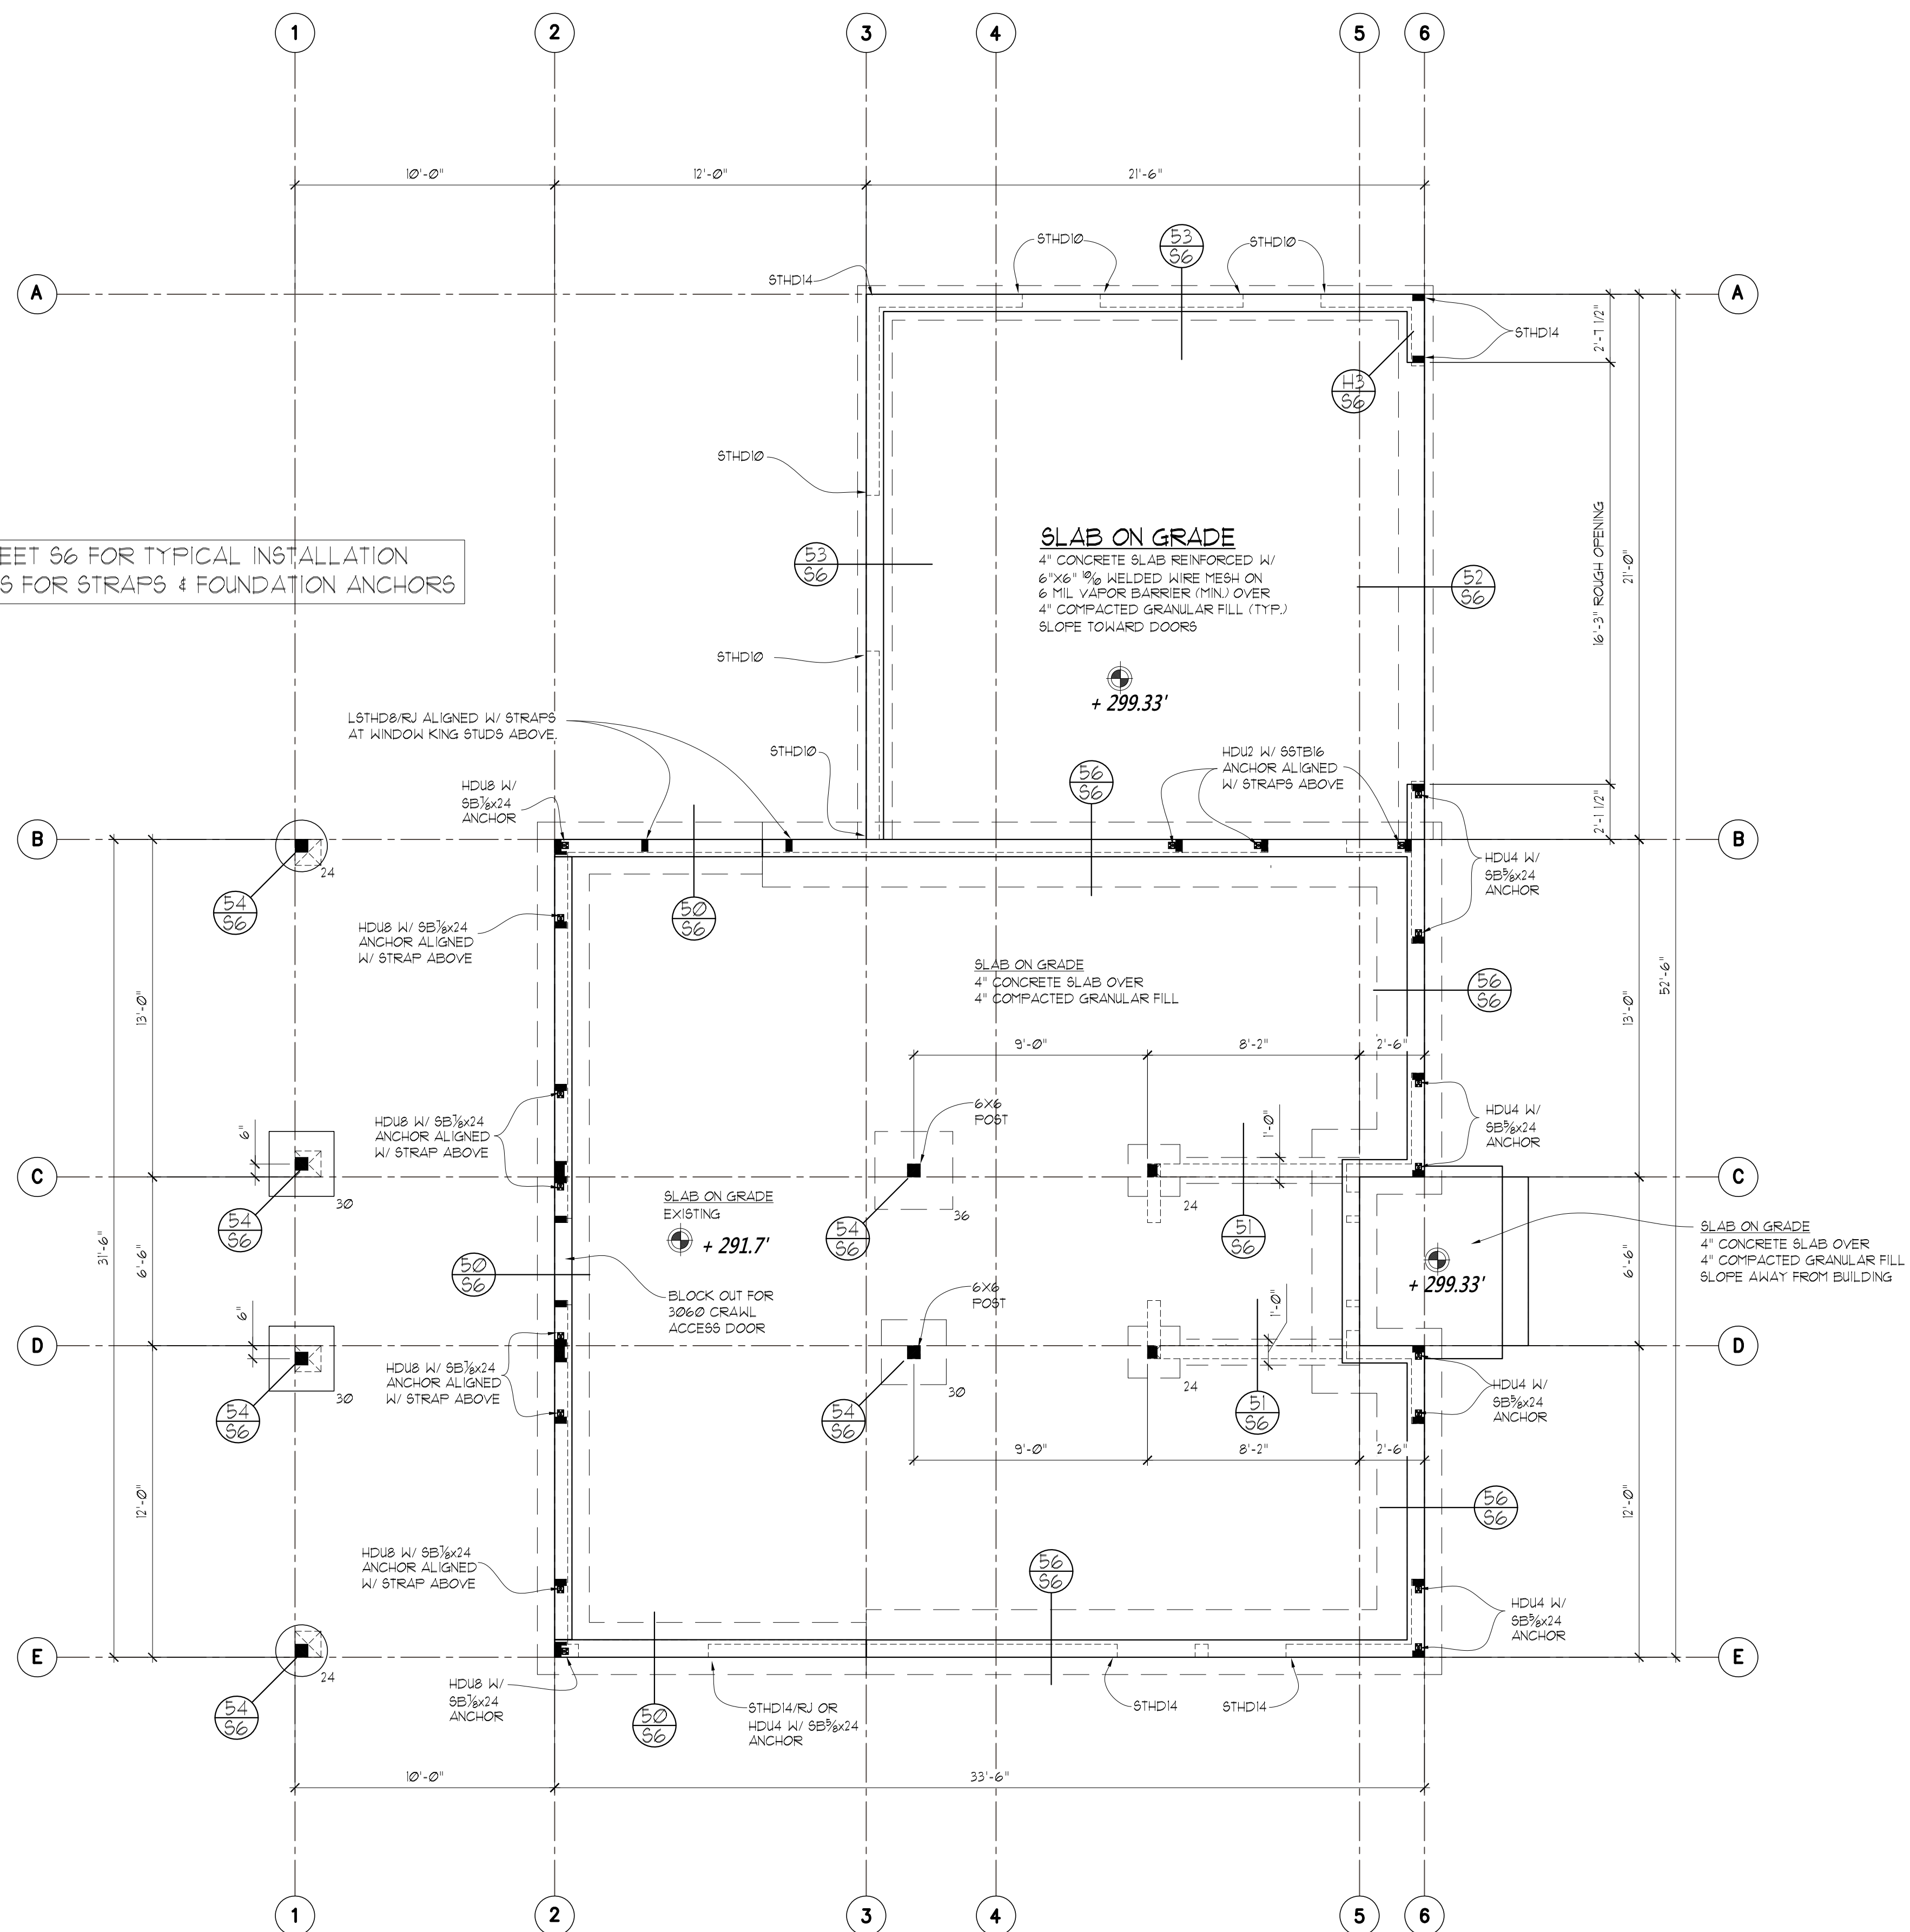 1
2
3
4
5
6
10'-0"
12'-0"
21'-6"
A
A
STHD14
STHD10
53
S6
STHD10
STHD14
H3
S6
2'-7 1/2"
STHD10
EET S6 FOR TYPICAL INSTALLATION
S FOR STRAPS & FOUNDATION ANCHORS
53
S6
SLAB ON GRADE
4" CONCRETE SLAB REINFORCED W/
6"X6" 10/6 WELDED WIRE MESH ON
6 MIL VAPOR BARRIER (MIN.) OVER
4" COMPACTED GRANULAR FILL (TYP.)
SLOPE TOWARD DOORS
52
S6
16'-3" ROUGH OPENING
21'-0"
STHD10
+ 299.33'
LSTHD8/RJ ALIGNED W/ STRAPS
AT WINDOW KING STUDS ABOVE.
STHD10
HDU8 W/
SB7/8x24
ANCHOR
56
S6
HDU2 W/ SSTB16
ANCHOR ALIGNED
W/ STRAPS ABOVE
2'-1 1/2"
B
B
24
54
S6
50
S6
HDU4 W/
SB5/8x24
ANCHOR
HDU8 W/ SB7/8x24
ANCHOR ALIGNED
W/ STRAP ABOVE
SLAB ON GRADE
4" CONCRETE SLAB OVER
4" COMPACTED GRANULAR FILL
56
S6
52'-6"
13'-0"
13'-0"
9'-0"
8'-2"
2'-6"
HDU8 W/ SB7/8x24
ANCHOR ALIGNED
W/ STRAP ABOVE
6X6
POST
1'-0"
HDU4 W/
SB5/8x24
ANCHOR
6"
C
C
30
54
S6
SLAB ON GRADE
EXISTING
+ 291.7'
36
54
S6
24
51
S6
SLAB ON GRADE
4" CONCRETE SLAB OVER
4" COMPACTED GRANULAR FILL
SLOPE AWAY FROM BUILDING
31'-6"
6'-6"
6'-6"
50
S6
BLOCK OUT FOR
3060 CRAWL
ACCESS DOOR
6X6
POST
+ 299.33'
1'-0"
6"
D
D
30
54
S6
HDU8 W/ SB7/8x24
ANCHOR ALIGNED
W/ STRAP ABOVE
30
54
S6
24
51
S6
HDU4 W/
SB5/8x24
ANCHOR
9'-0"
8'-2"
2'-6"
12'-0"
12'-0"
56
S6
HDU8 W/ SB7/8x24
ANCHOR ALIGNED
W/ STRAP ABOVE
56
S6
HDU4 W/
SB5/8x24
ANCHOR
E
E
24
54
S6
HDU8 W/
SB7/8x24
ANCHOR
50
S6
STHD14/RJ OR
HDU4 W/ SB5/8x24
ANCHOR
STHD14
STHD14
10'-0"
33'-6"
1
2
3
4
5
6